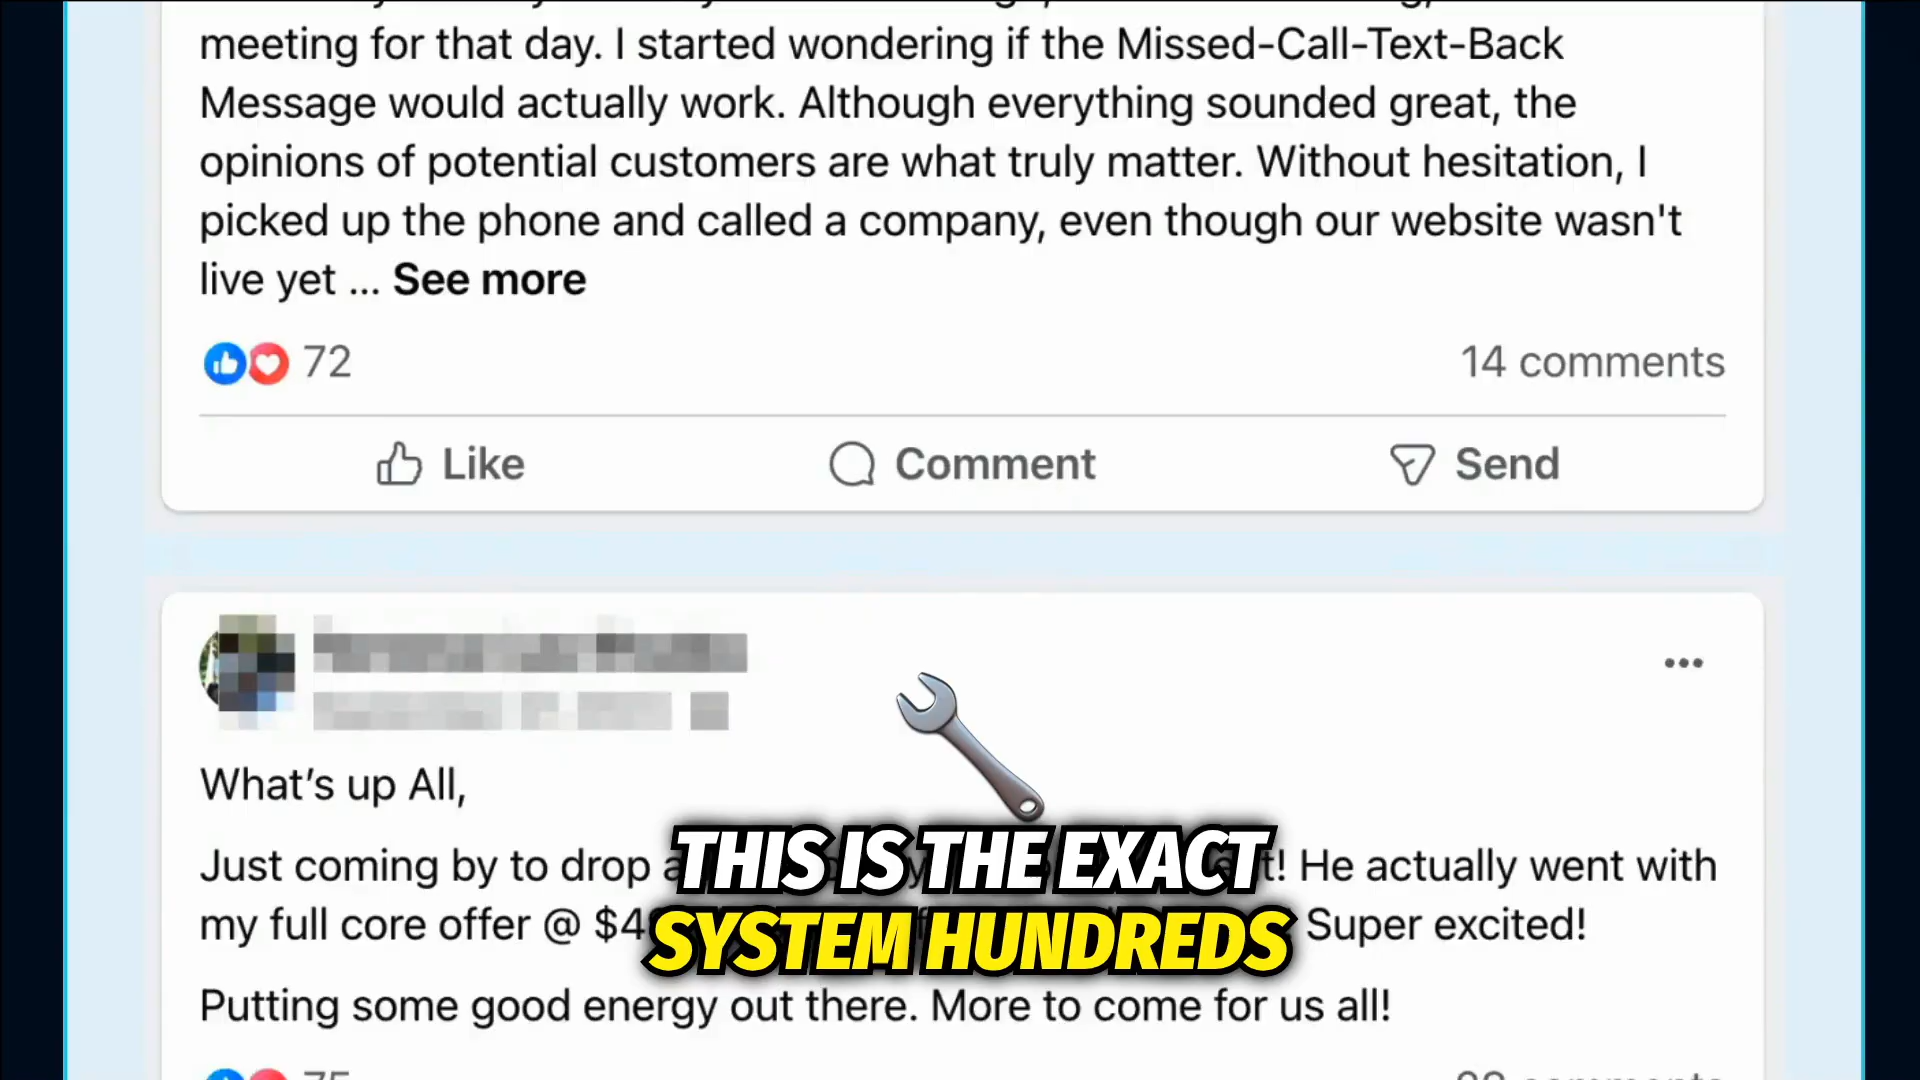 meeting for that day. I started wondering if the Missed-Call-Text-Back
Message would actually work. Although everything sounded great, the
opinions of potential customers are what truly matter. Without hesitation, I
picked up the phone and called a company, even though our website wasn't
live yet ... See more
72
14 comments
Like
Comment
Send
What's up All,
Just coming by to drop He actually went with
my full core offer @ Super excited!
THIS IS THE EXACT
SYSTEM HUNDREDS
Putting some good energy out there. More to come for us all!